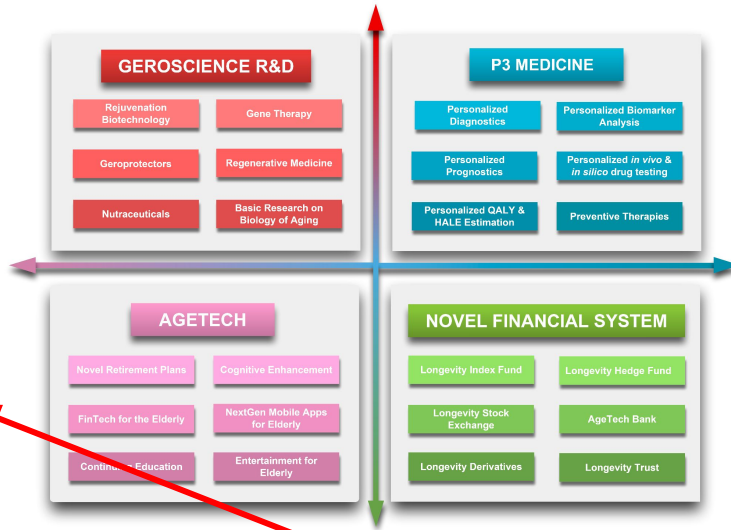 GEROSCIENCE R&D
Rejuvenation
Biotechnology
Gene Therapy
Geroprotectors
Regenerative Medicine
Nutraceuticals
Basic Research on
Biology of Aging
P3 MEDICINE
Personalized
Diagnostics
Personalized Biomarker
Analysis
Personalized
Prognostics
Personalized in vivo &
in silico drug testing
Personalized QALY &
HALE Estimation
Preventive Therapies
AGETECH
Novel Retirement Plans
Cognitive Enhancement
FinTech for the Elderly
NextGen Mobile Apps
for Elderly
Education
Entertainment for
Elderly
NOVEL FINANCIAL SYSTEM
Longevity Index Fund
Longevity Hedge Fund
Longevity Stock
Exchange
AgeTech Bank
Longevity Derivatives
Longevity Trust